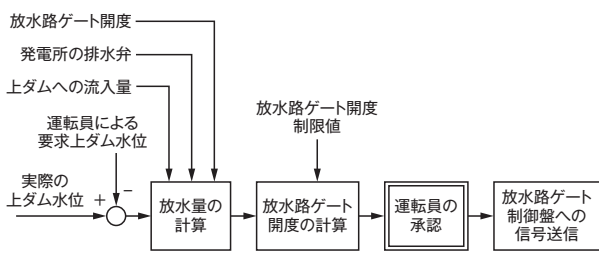 放水路ゲート開度
発電所の排水弁
上ダムへの流入量
運転員による
要求上ダム水位
放水路ゲート開度
制限値
実際の
上ダム水位
+
−
放水量の
計算
放水路ゲート
開度の計算
運転員の
承認
放水路ゲート
制御盤への
信号送信